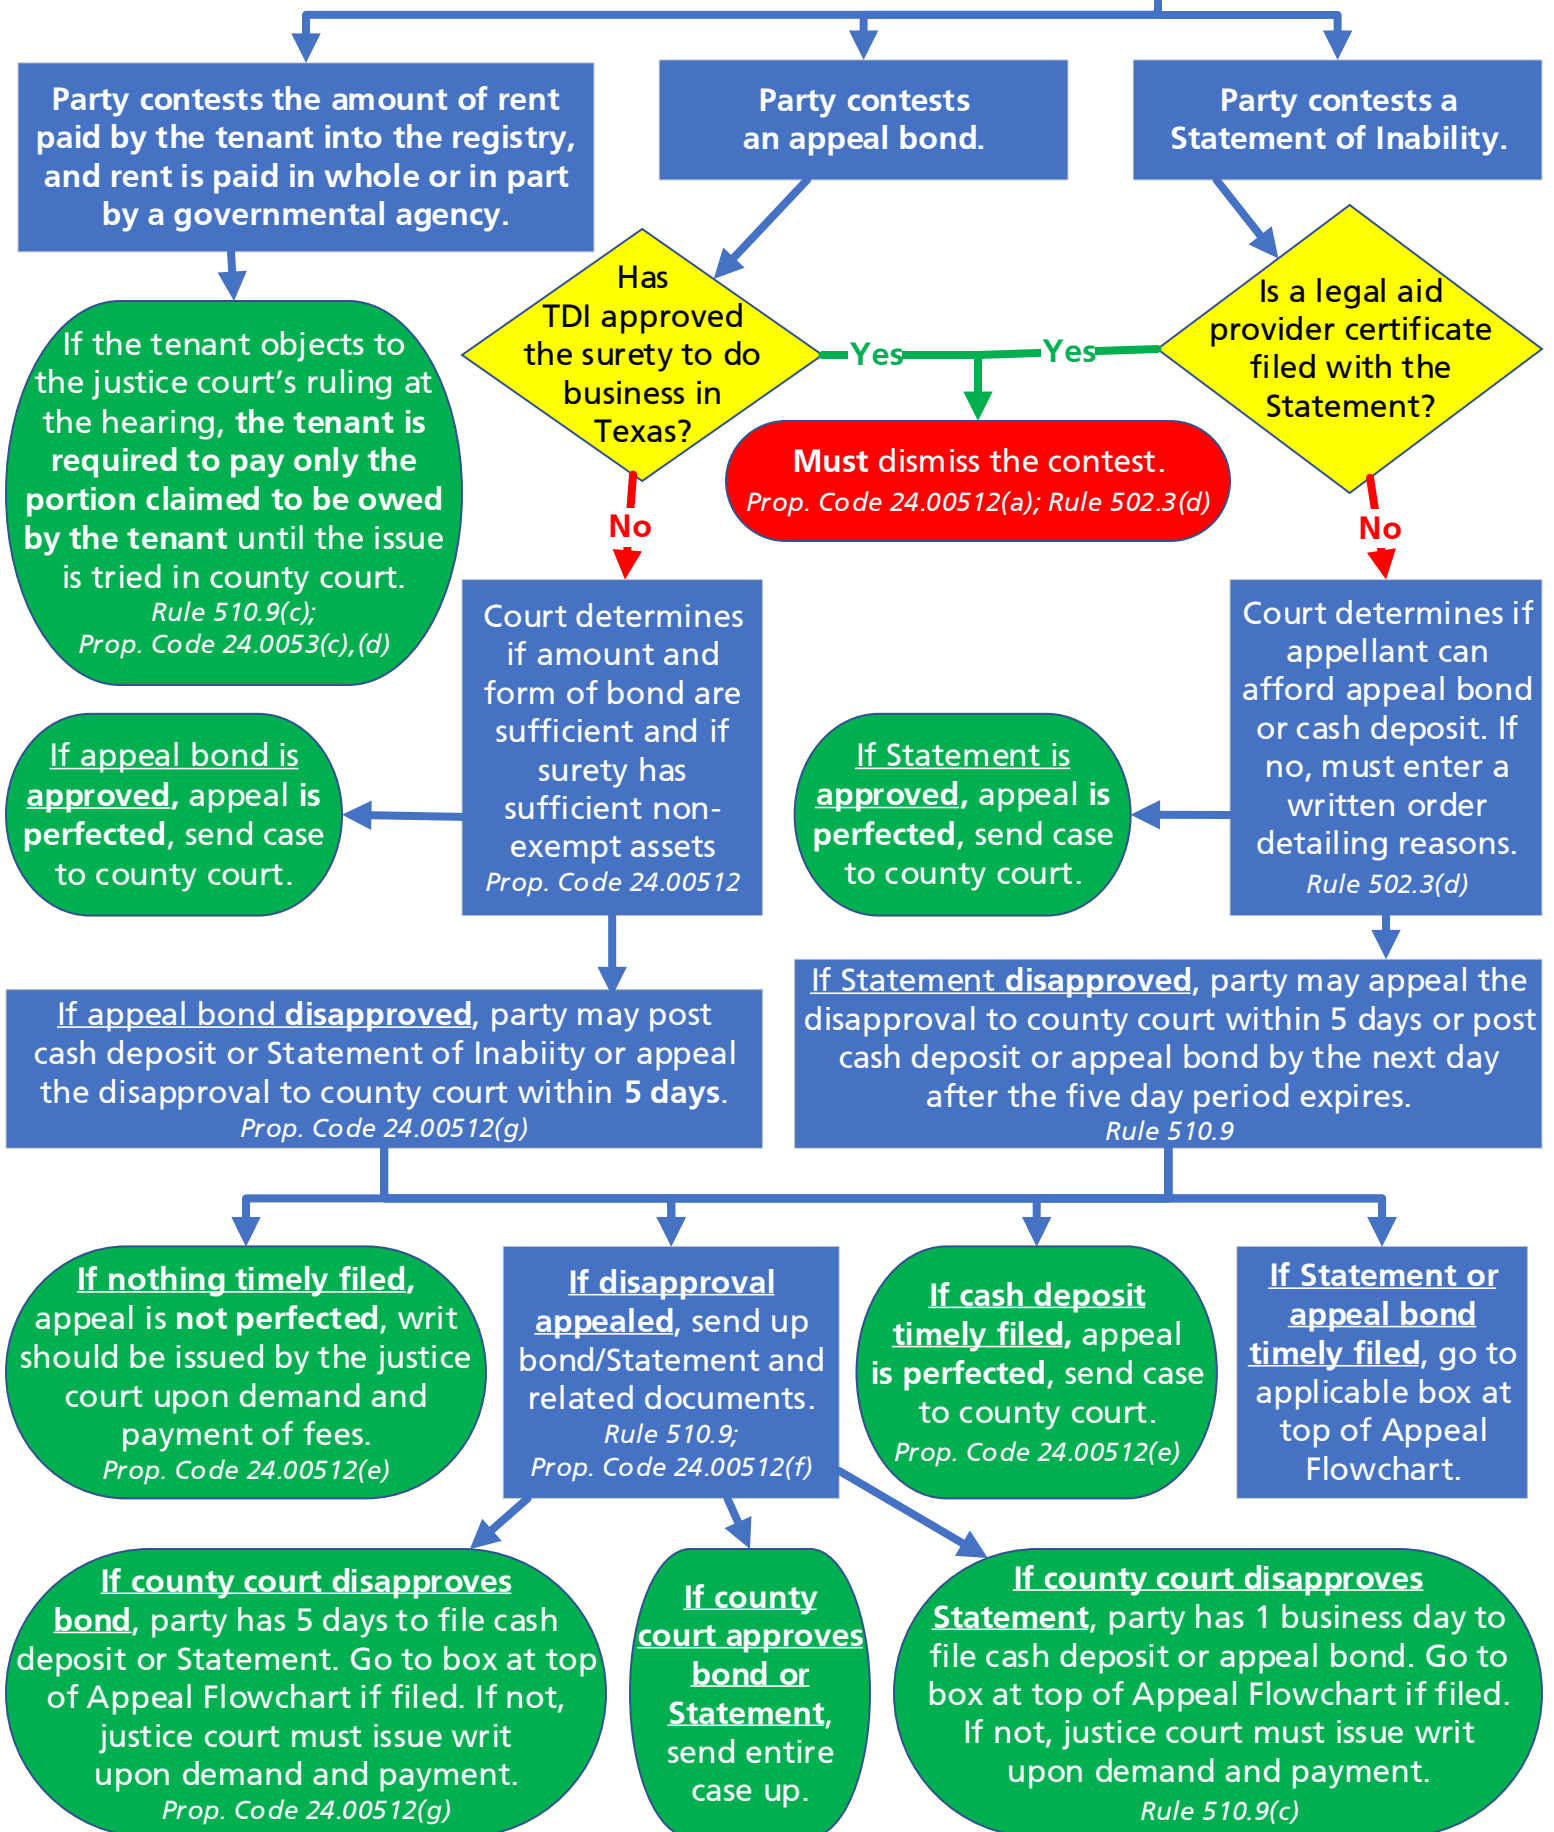 Party contests the amount of rent
paid by the tenant into the registry,
and rent is paid in whole or in part
by a governmental agency.
Party contests
an appeal bond.
Party contests a
Statement of Inability.
If the tenant objects to
the justice court's ruling at
the hearing, the tenant is
required to pay only the
portion claimed to be owed
by the tenant until the issue
is tried in county court.
Rule 510.9(c);
Prop. Code 24.0053(c),(d)
Has
TDI approved
the surety to do
business in
Texas?
Yes
Yes
Is a legal aid
provider certificate
filed with the
Statement?
Must dismiss the contest.
Prop. Code 24.00512(a); Rule 502.3(d)
No
No
Court determines
if amount and
form of bond are
sufficient and if
surety has
sufficient non-
exempt assets
Prop. Code 24.00512
Court determines if
appellant can
afford appeal bond
or cash deposit. If
no, must enter a
written order
detailing reasons.
Rule 502.3(d)
If appeal bond is
approved, appeal is
perfected, send case
to county court.
If Statement is
approved, appeal is
perfected, send case
to county court.
If appeal bond disapproved, party may post
cash deposit or Statement of Inabiity or appeal
the disapproval to county court within 5 days.
Prop. Code 24.00512(g)
If Statement disapproved, party may appeal the
disapproval to county court within 5 days or post
cash deposit or appeal bond by the next day
after the five day period expires.
Rule 510.9
If nothing timely filed,
appeal is not perfected, writ
should be issued by the justice
court upon demand and
payment of fees.
Prop. Code 24.00512(e)
If disapproval
appealed, send up
bond/Statement and
related documents.
Rule 510.9;
Prop. Code 24.00512(f)
If cash deposit
timely filed, appeal
is perfected, send case
to county court.
Prop. Code 24.00512(e)
If Statement or
appeal bond
timely filed, go to
applicable box at
top of Appeal
Flowchart.
If county court disapproves
bond, party has 5 days to file cash
deposit or Statement. Go to box at top
of Appeal Flowchart if filed. If not,
justice court must issue writ
upon demand and payment.
Prop. Code 24.00512(g)
If county
court approves
bond or
Statement,
send entire
case up.
If county court disapproves
Statement, party has 1 business day to
file cash deposit or appeal bond. Go to
box at top of Appeal Flowchart if filed.
If not, justice court must issue writ
upon demand and payment.
Rule 510.9(c)